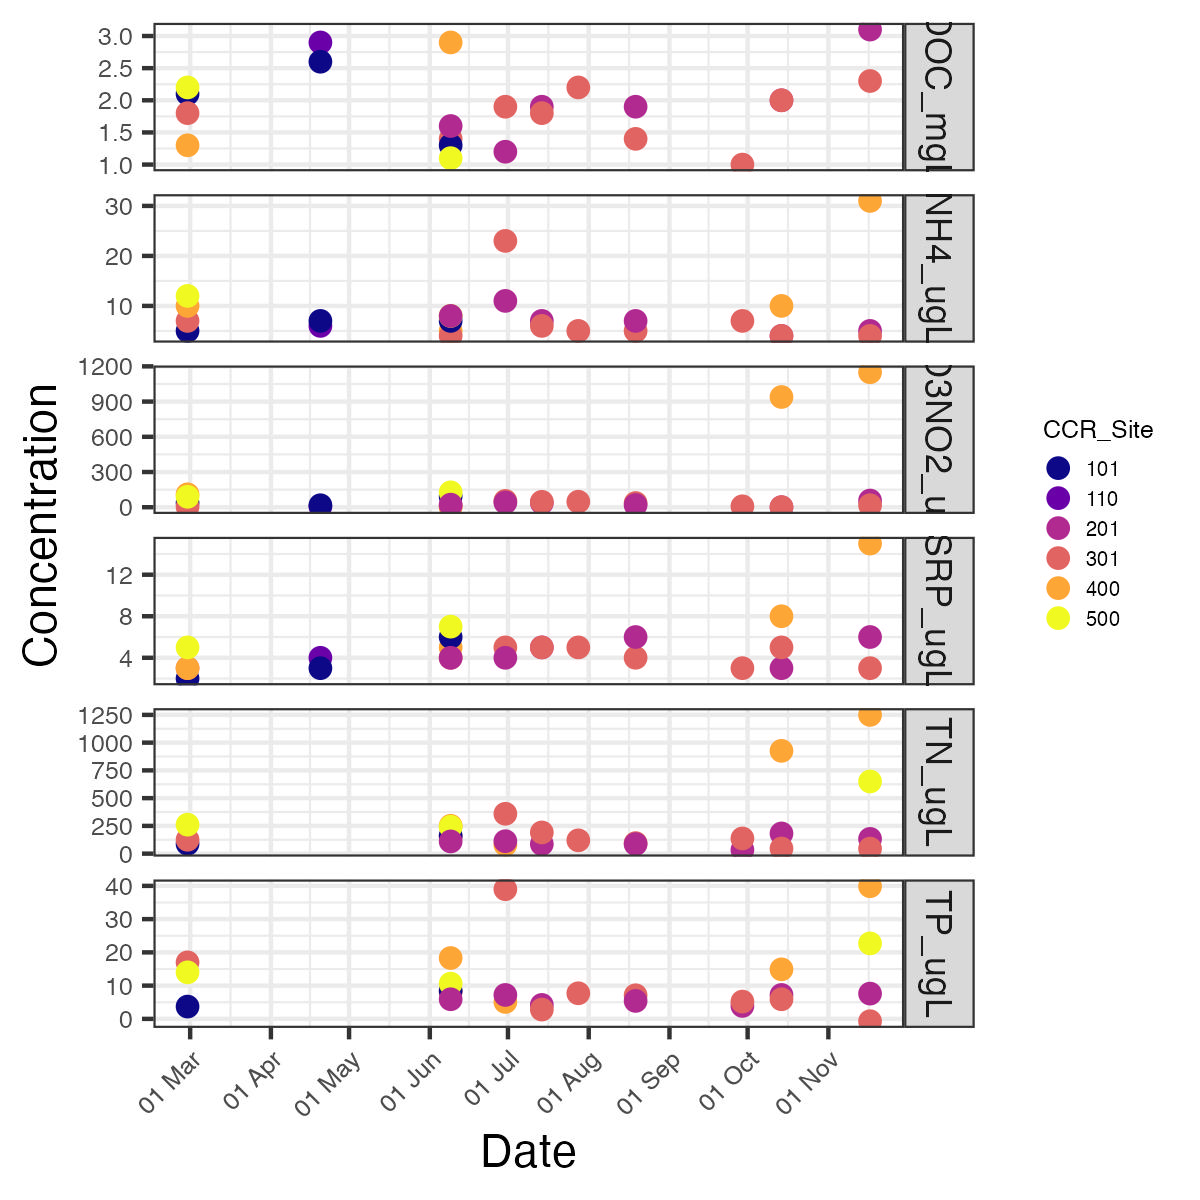 3.0
2.5
2.0
1.5
1.0
DOC_mgL
30
20
10
NH4_ugL
1200
900
600
300
0
O3NO2_u
12
8
4
SRP_ugL
1250
1000
750
500
250
0
TN_ugL
40
30
20
10
0
TP_ugL
01 Mar
01 Apr
01 May
01 Jun
01 Jul
01 Aug
01 Sep
01 Oct
01 Nov
Date
Concentration
CCR_Site
101
110
201
301
400
500